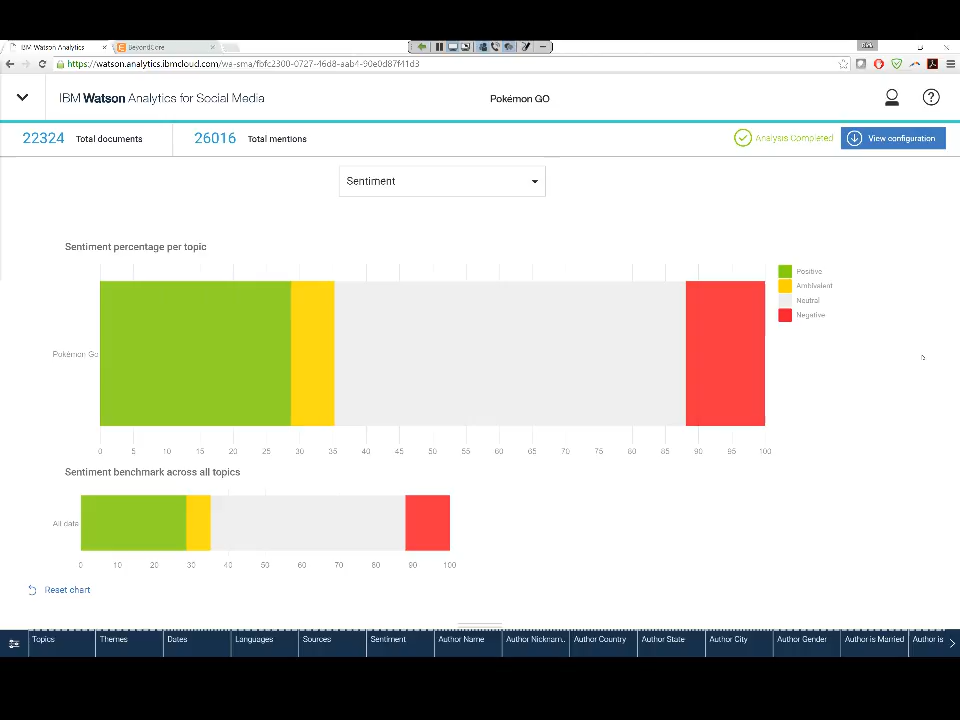 IBM Watson Analytics
BeyondCore
https://watson.analytics.ibmcloud.com/wa-sma/fbfc2300-0727-46d8-aab4-90e0d87f41d3
IBM Watson Analytics for Social Media
Pokémon GO
22324 Total documents
26016 Total mentions
Analysis Completed
View configuration
Sentiment
Sentiment percentage per topic
Positive
Ambivalent
Neutral
Negative
Pokémon Go
0 5 10 15 20 25 30 35 40 45 50 55 60 65 70 75 80 85 90 95 100
Sentiment benchmark across all topics
All data
0 10 20 30 40 50 60 70 80 90 100
Reset chart
Topics Themes Dates Languages Sources Sentiment Author Name Author Nicknam.. Author Country Author State Author City Author Gender Author is Married Author is